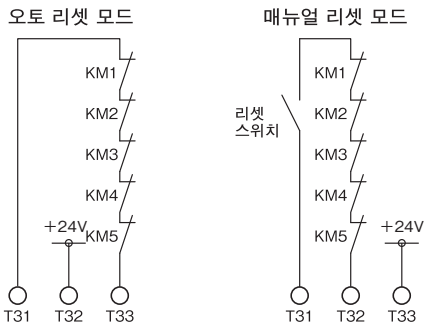 오토 리셋 모드
KM1
KM2
KM3
KM4
+24V
KM5
T31
T32
T33
매뉴얼 리셋 모드
KM1
리셋
스위치
KM2
KM3
KM4
KM5
+24V
T31
T32
T33